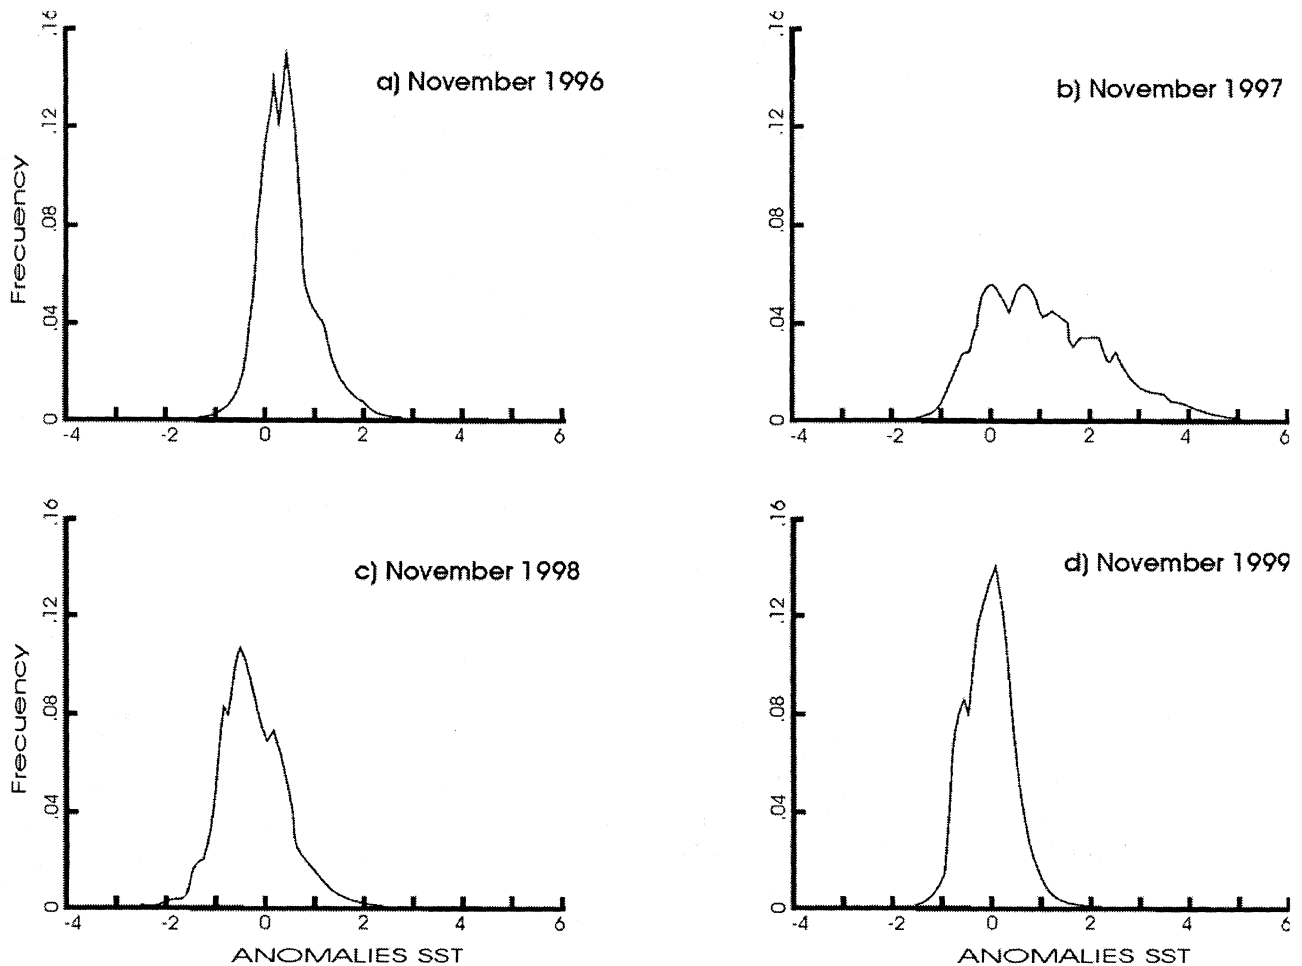 a) November 1996
Frecuency
.16
.12
.08
.04
0
-4 -2 0 2 4 6
b) November 1997
.16
.12
.08
.04
0
-4 -2 0 2 4 6
c) November 1998
Frecuency
.16
.12
.08
.04
0
-4 -2 0 2 4 6
ANOMALIES SST
d) November 1999
.16
.12
.08
.04
0
-4 -2 0 2 4 6
ANOMALIES SST